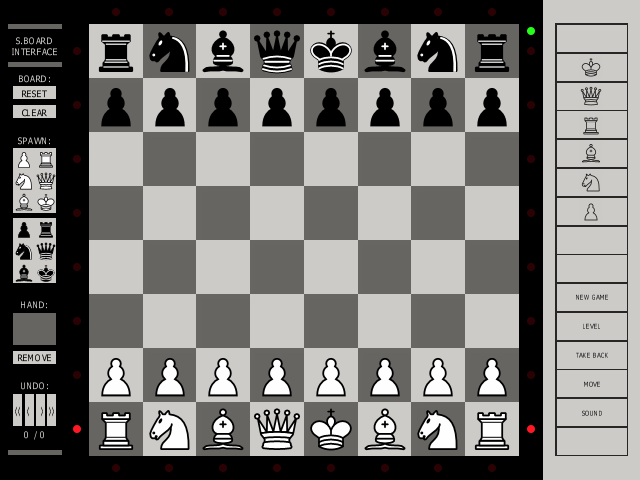 S.BOARD
INTERFACE
BOARD:
RESET
CLEAR
SPAWN:
HAND:
REMOVE
UNDO:
0 / 0
NEW GAME
LEVEL
TAKE BACK
MOVE
SOUND